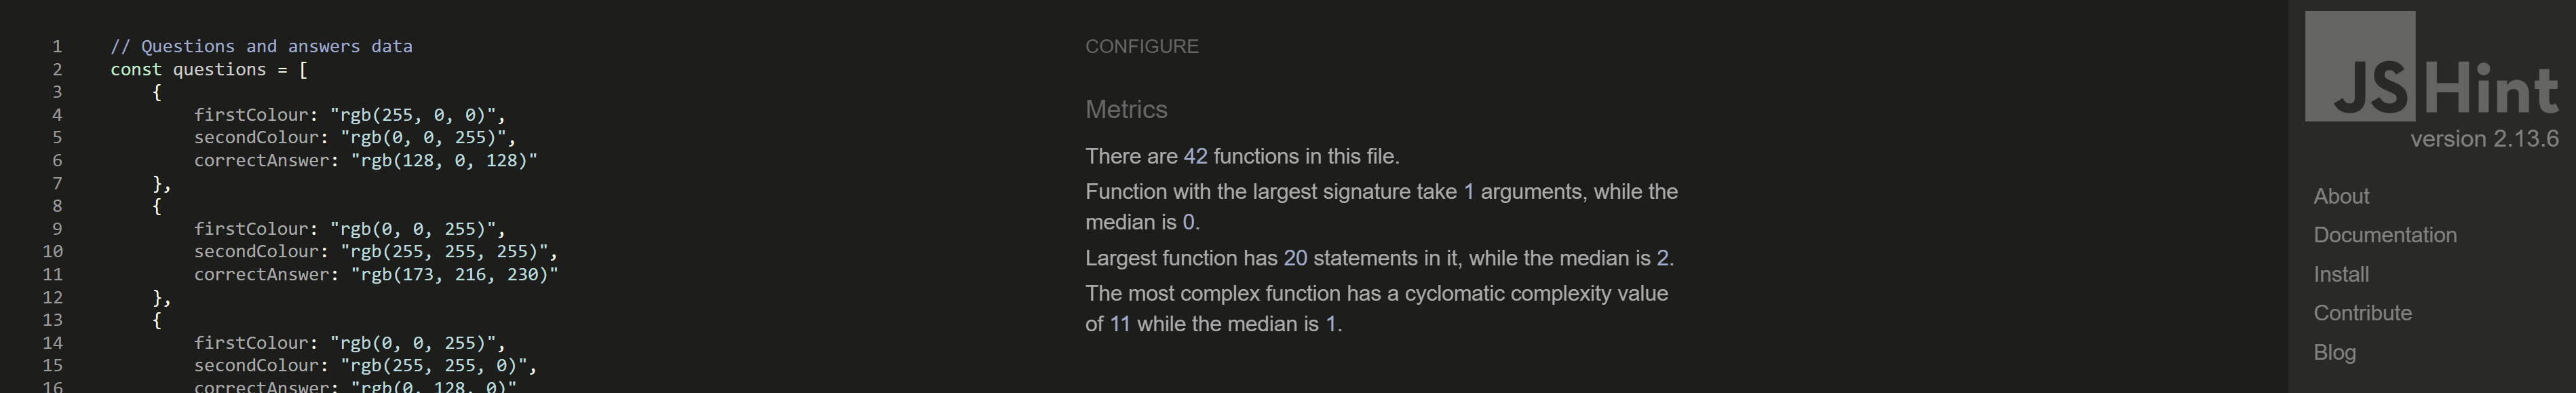 1 // Questions and answers data
2 const questions = [
3 {
4 firstColour: "rgb(255, 0, 0)",
5 secondColour: "rgb(0, 0, 255)",
6 correctAnswer: "rgb(128, 0, 128)"
7 },
8 {
9 firstColour: "rgb(0, 0, 255)",
10 secondColour: "rgb(255, 255, 255)",
11 correctAnswer: "rgb(173, 216, 230)"
12 },
13 {
14 firstColour: "rgb(0, 0, 255)",
15 secondColour: "rgb(255, 255, 0)",
16 correctAnswer: "rgb(0, 128, 0)"
CONFIGURE
Metrics
There are 42 functions in this file.
Function with the largest signature take 1 arguments, while the
median is 0.
Largest function has 20 statements in it, while the median is 2.
The most complex function has a cyclomatic complexity value
of 11 while the median is 1.
JSHint
version 2.13.6
About
Documentation
Install
Contribute
Blog